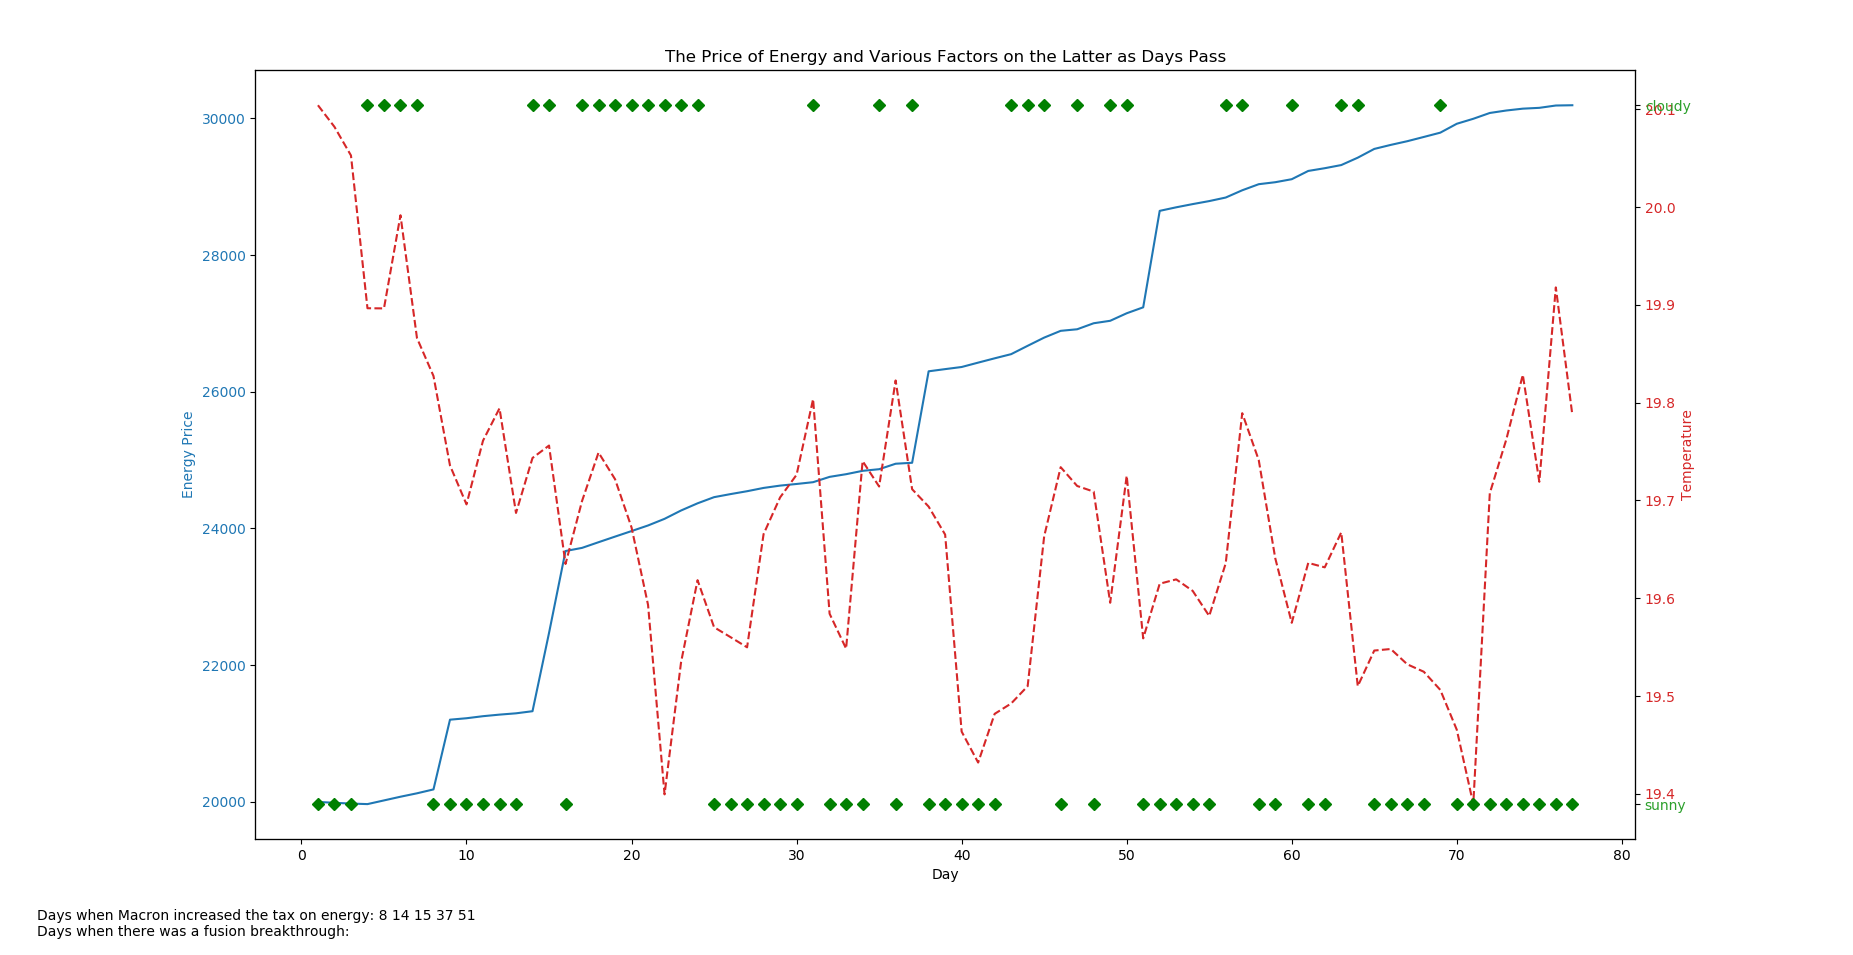 The Price of Energy and Various Factors on the Latter as Days Pass
30000
28000
26000
24000
22000
20000
Energy Price
cloudy
20.1
20.0
19.9
19.8
19.7
19.6
19.5
19.4
sunny
Temperature
0 10 20 30 40 50 60 70 80
Day
Days when Macron increased the tax on energy: 8 14 15 37 51
Days when there was a fusion breakthrough: